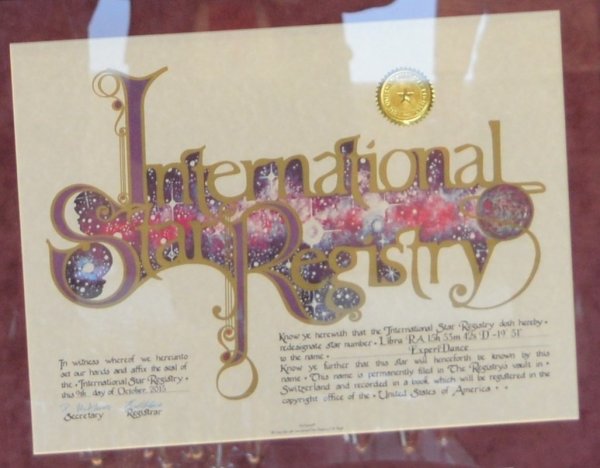 International
Star Registry
In witness whereof we hereunto
set our hands and affix the seal of
the • International Star Registry •
this 9th. day of October, 2015
Secretary Registrar
Know ye herewith that the International Star Registry doth hereby •
redesignate star number • Libra RA 15h 53m 42s D -19° 51'
to the name • Expert Dance
Know ye further that this star will henceforth be known by this
name • This name is permanently filed in The Registry's vault in •
Switzerland and recorded in a book which will be registered in the
copyright office of the • United States of America • •